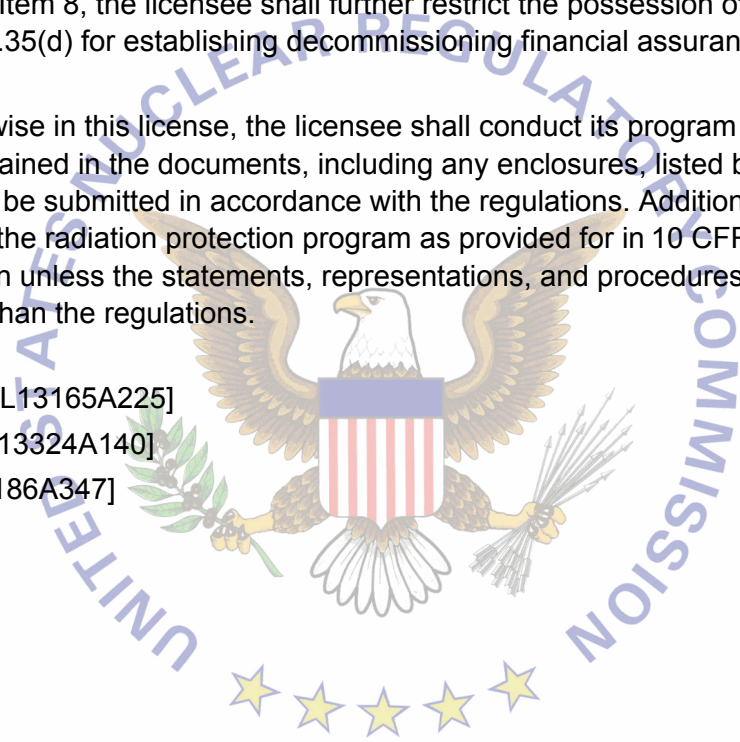 Item 8, the licensee shall further restrict the possession of
.35(d) for establishing decommissioning financial assuran
wise in this license, the licensee shall conduct its program
ained in the documents, including any enclosures, listed b
be submitted in accordance with the regulations. Addition
the radiation protection program as provided for in 10 CFR
n unless the statements, representations, and procedures
han the regulations.
L13165A225]
13324A140]
186A347]
UNITED STATES NUCLEAR REGULATORY COMMISSION